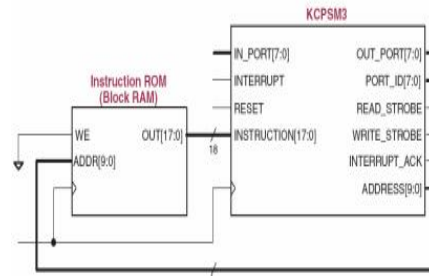 KCPSM3
IN_PORT[7:0]
OUT_PORT[7:0]
INTERRUPT
PORT_ID[7:0]
RESET
READ_STROBE
INSTRUCTION[17:0]
WRITE_STROBE
INTERRUPT_ACK
ADDRESS[9:0]
Instruction ROM
(Block RAM)
WE
OUT[17:0]
ADDR[9:0]
18